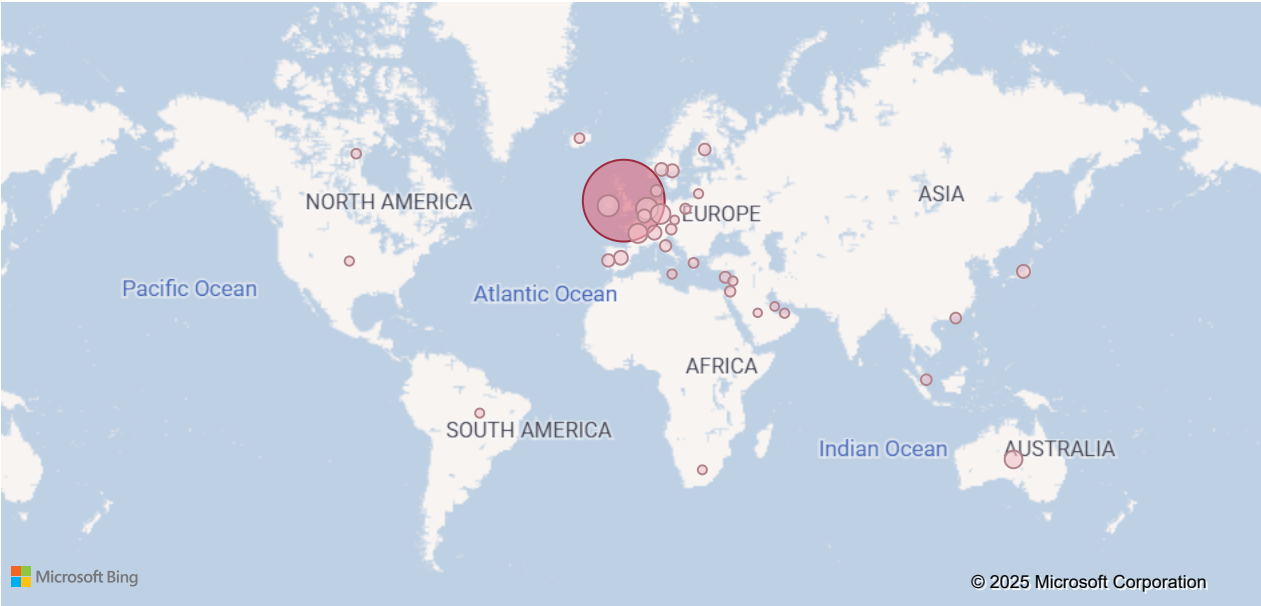 ASIA
NORTH AMERICA
EUROPE
Pacific Ocean
Atlantic Ocean
AFRICA
SOUTH AMERICA
Indian Ocean
AUSTRALIA
Microsoft Bing
© 2025 Microsoft Corporation